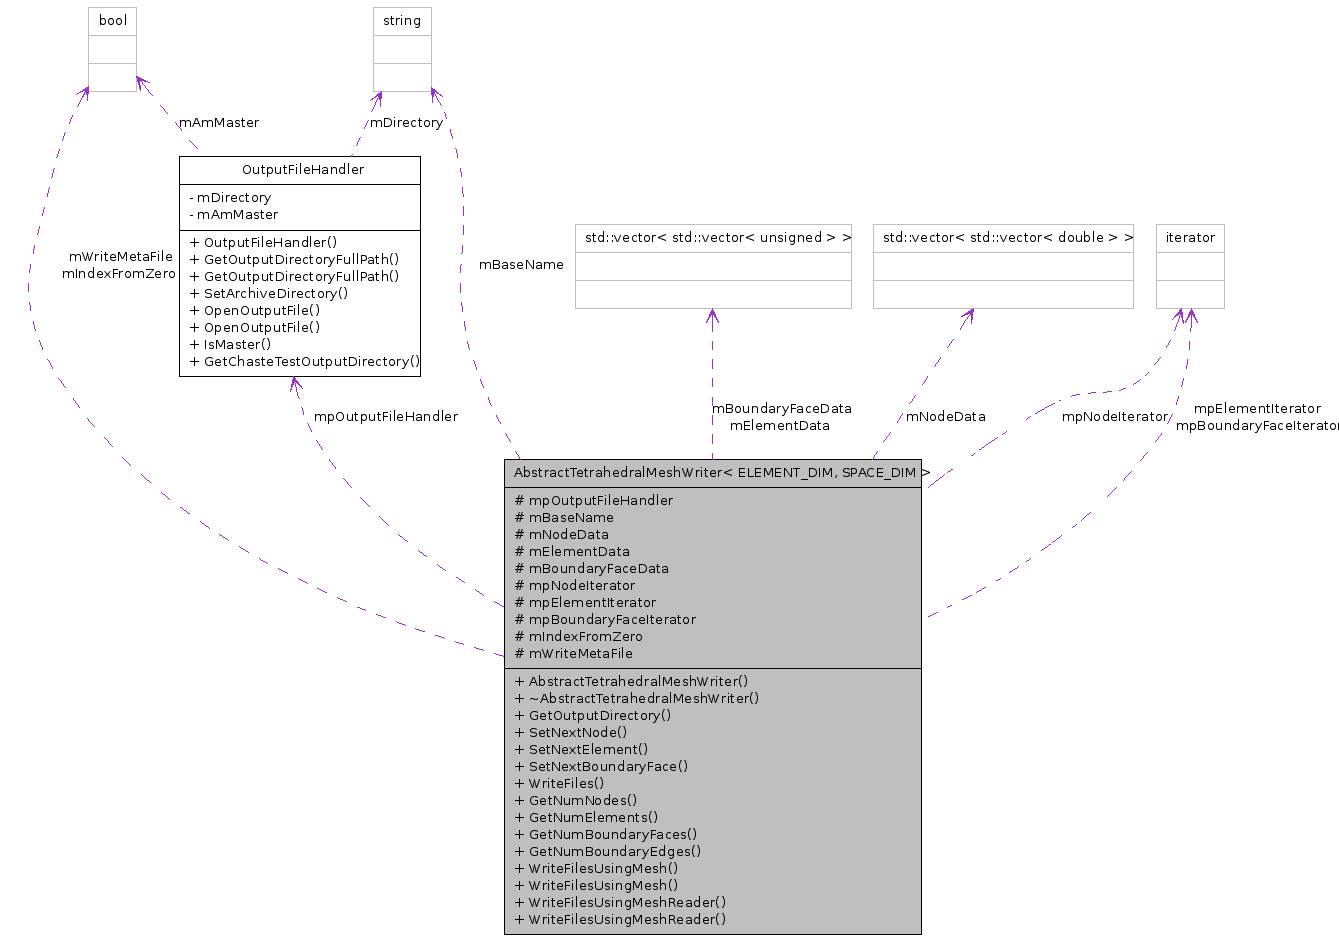 bool
string
mAmMaster
mDirectory
OutputFileHandler
- mDirectory
- mAmMaster
+ OutputFileHandler()
+ GetOutputDirectoryFullPath()
+ GetOutputDirectoryFullPath()
+ SetArchiveDirectory()
+ OpenOutputFile()
+ OpenOutputFile()
+ IsMaster()
+ GetChasteTestOutputDirectory()
mWriteMetaFile
mIndexFromZero
mBaseName
std::vector< std::vector< unsigned > >
std::vector< std::vector< double > >
iterator
mpOutputFileHandler
mBoundaryFaceData
mElementData
mNodeData
mpNodeIterator
mpElementIterator
mpBoundaryFaceIterator
AbstractTetrahedralMeshWriter< ELEMENT_DIM, SPACE_DIM >
# mpOutputFileHandler
# mBaseName
# mNodeData
# mElementData
# mBoundaryFaceData
# mpNodeIterator
# mpElementIterator
# mpBoundaryFaceIterator
# mIndexFromZero
# mWriteMetaFile
+ AbstractTetrahedralMeshWriter()
+ ~AbstractTetrahedralMeshWriter()
+ GetOutputDirectory()
+ SetNextNode()
+ SetNextElement()
+ SetNextBoundaryFace()
+ WriteFiles()
+ GetNumNodes()
+ GetNumElements()
+ GetNumBoundaryFaces()
+ GetNumBoundaryEdges()
+ WriteFilesUsingMesh()
+ WriteFilesUsingMesh()
+ WriteFilesUsingMeshReader()
+ WriteFilesUsingMeshReader()